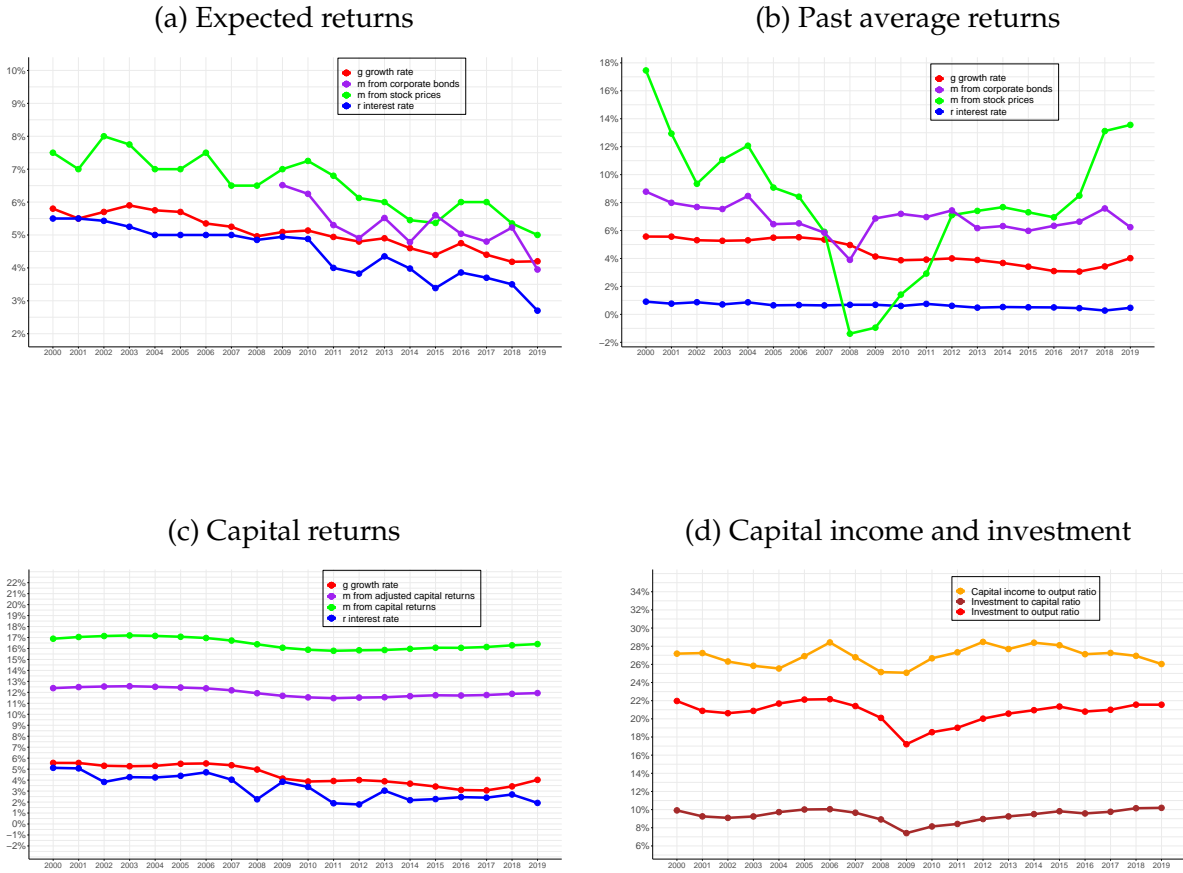 (a) Expected returns
g growth rate
m from corporate bonds
m from stock prices
r interest rate
10%
9%
8%
7%
6%
5%
4%
3%
2%
2000 2001 2002 2003 2004 2005 2006 2007 2008 2009 2010 2011 2012 2013 2014 2015 2016 2017 2018 2019
(b) Past average returns
g growth rate
m from corporate bonds
m from stock prices
r interest rate
18%
16%
14%
12%
10%
8%
6%
4%
2%
0%
−2%
2000 2001 2002 2003 2004 2005 2006 2007 2008 2009 2010 2011 2012 2013 2014 2015 2016 2017 2018 2019
(c) Capital returns
g growth rate
m from adjusted capital returns
m from capital returns
r interest rate
22%
21%
20%
19%
18%
17%
16%
15%
14%
13%
12%
11%
10%
9%
8%
7%
6%
5%
4%
3%
2%
1%
0%
−1%
−2%
2000 2001 2002 2003 2004 2005 2006 2007 2008 2009 2010 2011 2012 2013 2014 2015 2016 2017 2018 2019
(d) Capital income and investment
Capital income to output ratio
Investment to capital ratio
Investment to output ratio
34%
32%
30%
28%
26%
24%
22%
20%
18%
16%
14%
12%
10%
8%
6%
2000 2001 2002 2003 2004 2005 2006 2007 2008 2009 2010 2011 2012 2013 2014 2015 2016 2017 2018 2019